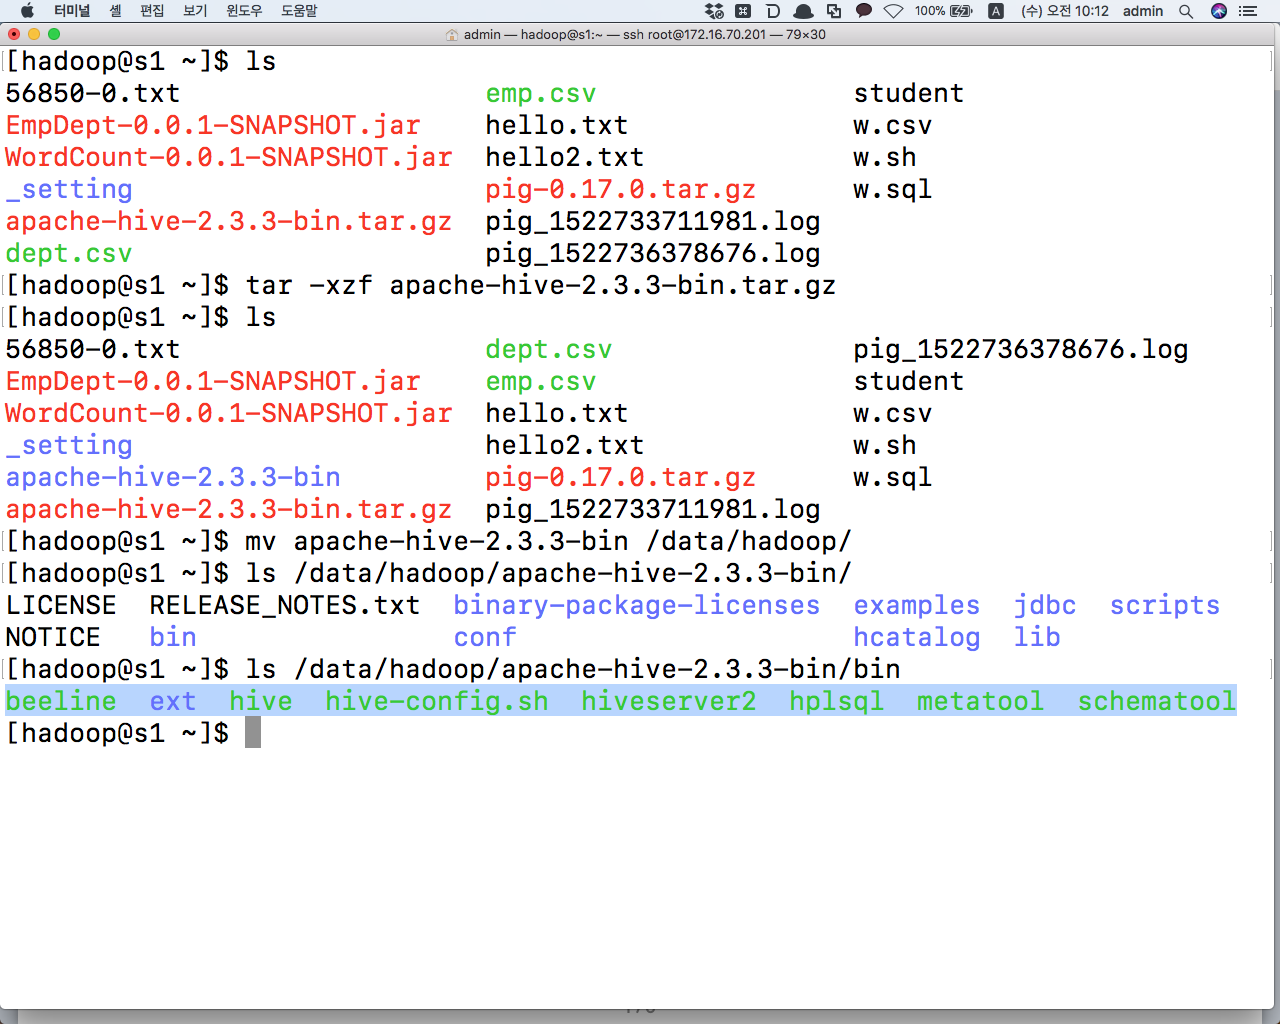 터미널 셸 편집 보기 윈도우 도움말 100% A (수) 오전 10:12 admin
admin — hadoop@s1:~ — ssh root@172.16.70.201 — 79×30
[hadoop@s1 ~]$ ls
56850-0.txt emp.csv student
EmpDept-0.0.1-SNAPSHOT.jar hello.txt w.csv
WordCount-0.0.1-SNAPSHOT.jar hello2.txt w.sh
_setting pig-0.17.0.tar.gz w.sql
apache-hive-2.3.3-bin.tar.gz pig_1522733711981.log
dept.csv pig_1522736378676.log
[hadoop@s1 ~]$ tar -xzf apache-hive-2.3.3-bin.tar.gz
[hadoop@s1 ~]$ ls
56850-0.txt dept.csv pig_1522736378676.log
EmpDept-0.0.1-SNAPSHOT.jar emp.csv student
WordCount-0.0.1-SNAPSHOT.jar hello.txt w.csv
_setting hello2.txt w.sh
apache-hive-2.3.3-bin pig-0.17.0.tar.gz w.sql
apache-hive-2.3.3-bin.tar.gz pig_1522733711981.log
[hadoop@s1 ~]$ mv apache-hive-2.3.3-bin /data/hadoop/
[hadoop@s1 ~]$ ls /data/hadoop/apache-hive-2.3.3-bin/
LICENSE RELEASE_NOTES.txt binary-package-licenses examples jdbc scripts
NOTICE bin conf hcatalog lib
[hadoop@s1 ~]$ ls /data/hadoop/apache-hive-2.3.3-bin/bin
beeline ext hive hive-config.sh hiveserver2 hplsql metatool schematool
[hadoop@s1 ~]$